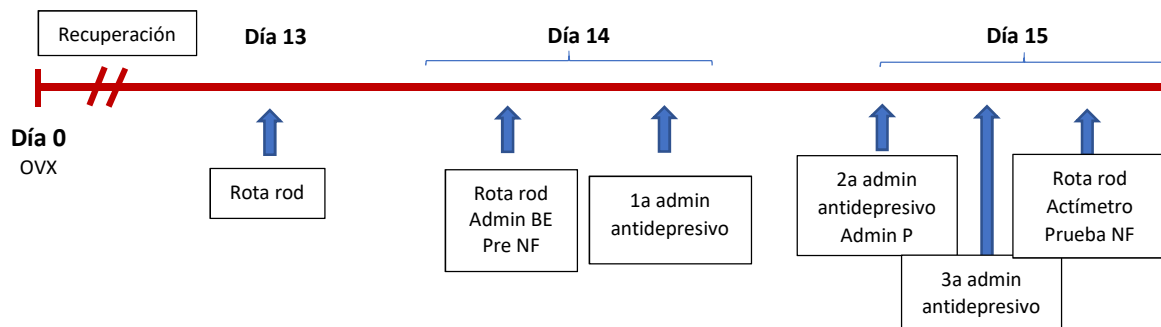 Recuperación
Día 13
Día 14
Día 15
Día 0
OVX
Rota rod
Rota rod
Admin BE
Pre NF
1a admin
antidepresivo
2a admin
antidepresivo
Admin P
3a admin
antidepresivo
Rota rod
Actímetro
Prueba NF